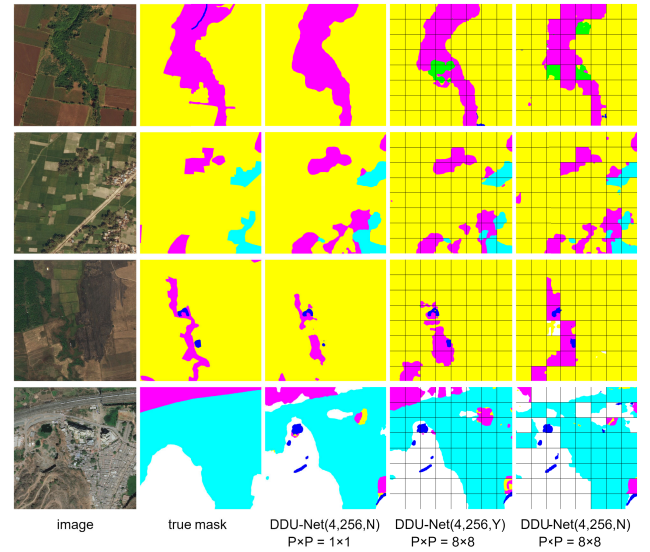 image
true mask
DDU-Net(4,256,N)
P×P = 1×1
DDU-Net(4,256,Y)
P×P = 8×8
DDU-Net(4,256,N)
P×P = 8×8